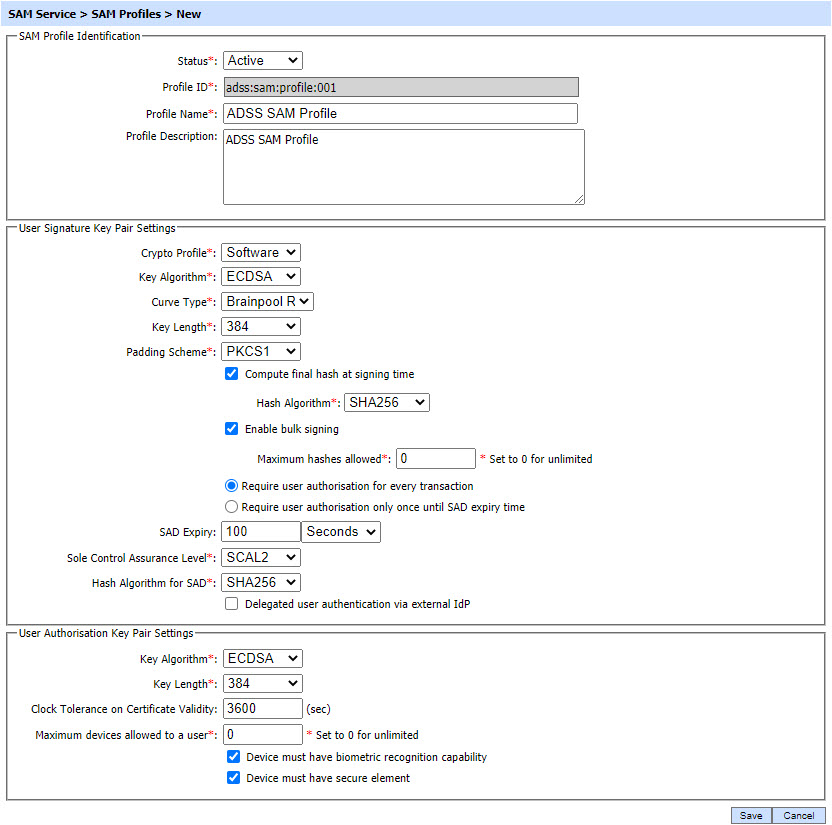 SAM Service > SAM Profiles > New
SAM Profile Identification
Status*: Active
Profile ID*: adss:sam:profile:001
Profile Name*: ADSS SAM Profile
Profile Description: ADSS SAM Profile
User Signature Key Pair Settings
Crypto Profile*: Software
Key Algorithm*: ECDSA
Curve Type*: Brainpool R
Key Length*: 384
Padding Scheme*: PKCS1
Compute final hash at signing time
Hash Algorithm*: SHA256
Enable bulk signing
Maximum hashes allowed*: 0 * Set to 0 for unlimited
Require user authorisation for every transaction
Require user authorisation only once until SAD expiry time
SAD Expiry: 100 Seconds
Sole Control Assurance Level*: SCAL2
Hash Algorithm for SAD*: SHA256
Delegated user authentication via external IdP
User Authorisation Key Pair Settings
Key Algorithm*: ECDSA
Key Length*: 384
Clock Tolerance on Certificate Validity: 3600 (sec)
Maximum devices allowed to a user*: 0 * Set to 0 for unlimited
Device must have biometric recognition capability
Device must have secure element
Save Cancel